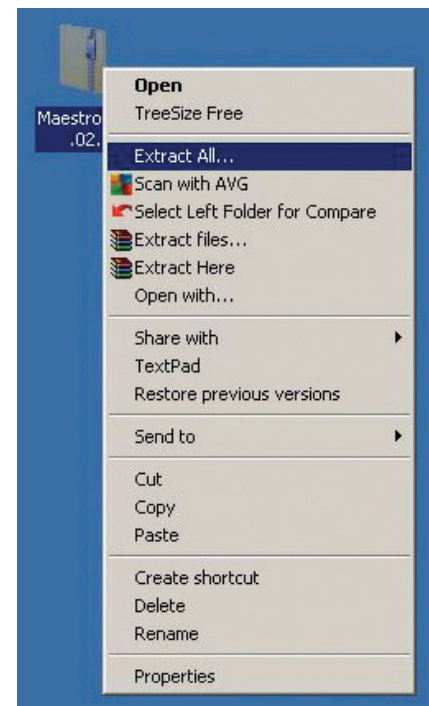 Maestro
.02.
Open
TreeSize Free
Extract All...
Scan with AVG
Select Left Folder for Compare
Extract files...
Extract Here
Open with...
Share with
TextPad
Restore previous versions
Send to
Cut
Copy
Paste
Create shortcut
Delete
Rename
Properties